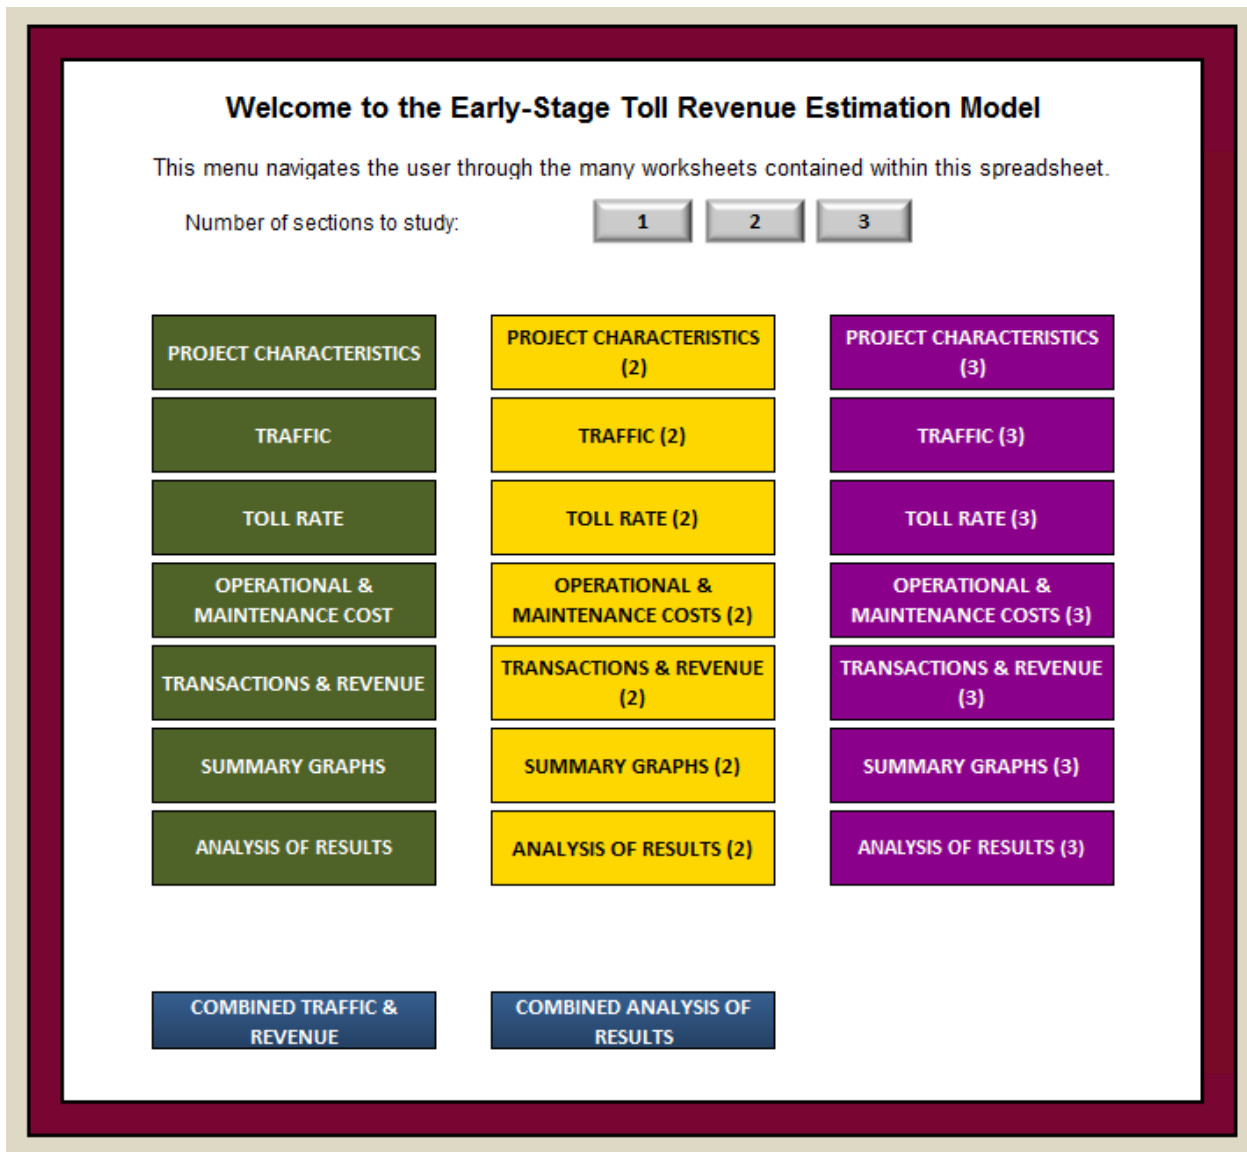 Welcome to the Early-Stage Toll Revenue Estimation Model
This menu navigates the user through the many worksheets contained within this spreadsheet.
Number of sections to study:
1
2
3
PROJECT CHARACTERISTICS
PROJECT CHARACTERISTICS
(2)
PROJECT CHARACTERISTICS
(3)
TRAFFIC
TRAFFIC (2)
TRAFFIC (3)
TOLL RATE
TOLL RATE (2)
TOLL RATE (3)
OPERATIONAL &
MAINTENANCE COST
OPERATIONAL &
MAINTENANCE COSTS (2)
OPERATIONAL &
MAINTENANCE COSTS (3)
TRANSACTIONS & REVENUE
TRANSACTIONS & REVENUE
(2)
TRANSACTIONS & REVENUE
(3)
SUMMARY GRAPHS
SUMMARY GRAPHS (2)
SUMMARY GRAPHS (3)
ANALYSIS OF RESULTS
ANALYSIS OF RESULTS (2)
ANALYSIS OF RESULTS (3)
COMBINED TRAFFIC &
REVENUE
COMBINED ANALYSIS OF
RESULTS